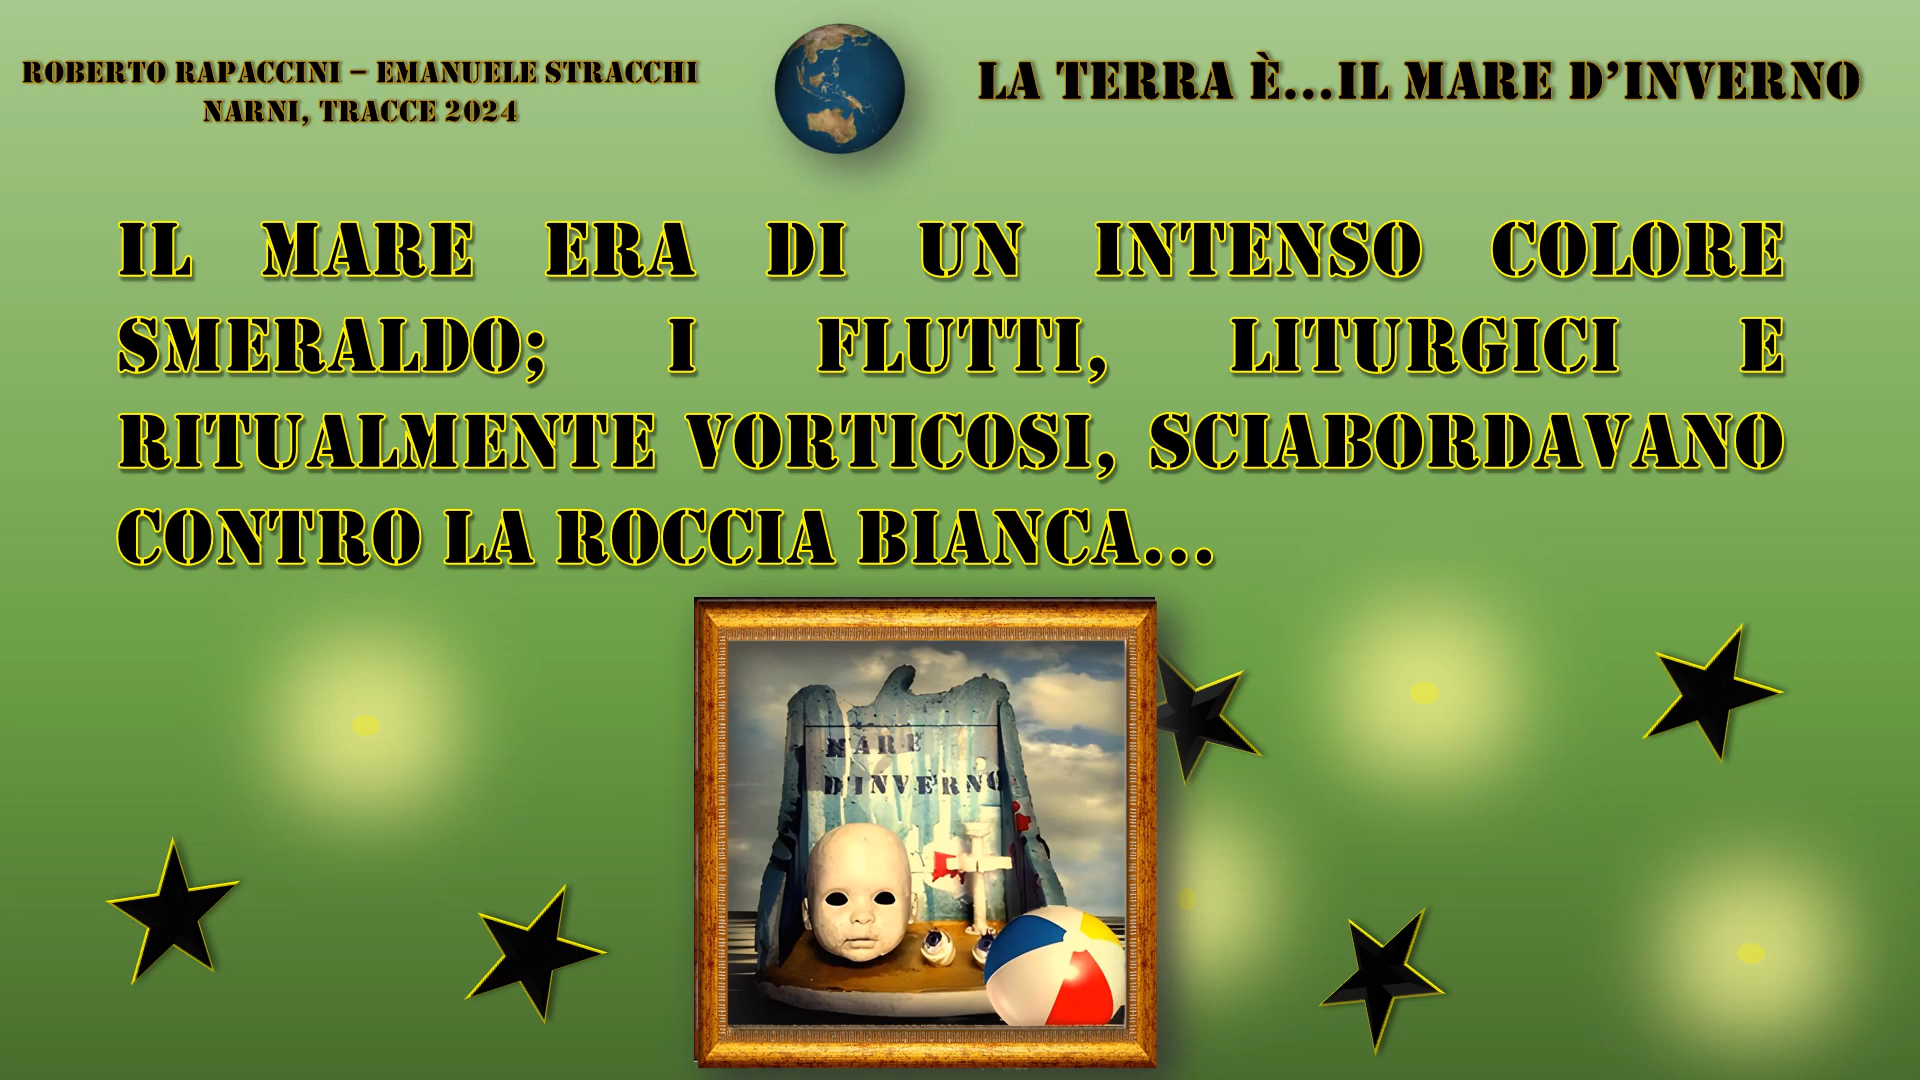 ROBERTO RAPACCINI – EMANUELE STRACCHI
NARNI, TRACCE 2024
LA TERRA È...IL MARE D’INVERNO
IL MARE ERA DI UN INTENSO COLORE
SMERALDO; I FLUTTI, LITURGICI E
RITUALMENTE VORTICOSI, SCIABORDAVANO
CONTRO LA ROCCIA BIANCA...
MARE
D'INVERNO